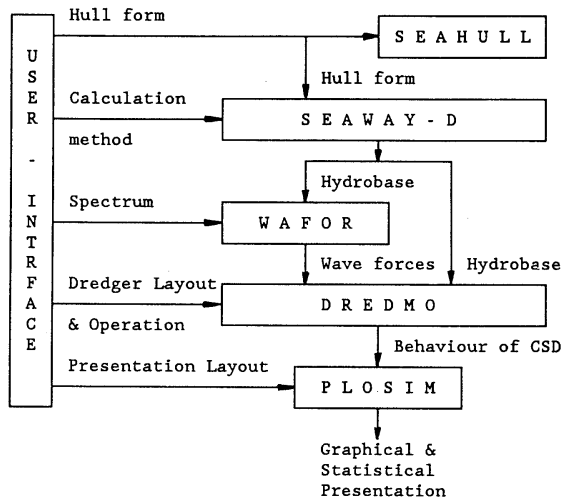 Hull form
S E A H U L L
Hull form
Calculation
method
S E A W A Y - D
Hydrobase
Spectrum
W A F O R
Wave forces
Hydrobase
Dredger Layout
& Operation
D R E D M O
Behaviour of CSD
Presentation Layout
P L O S I M
Graphical &
Statistical
Presentation
U S E R - I N T R F A C E